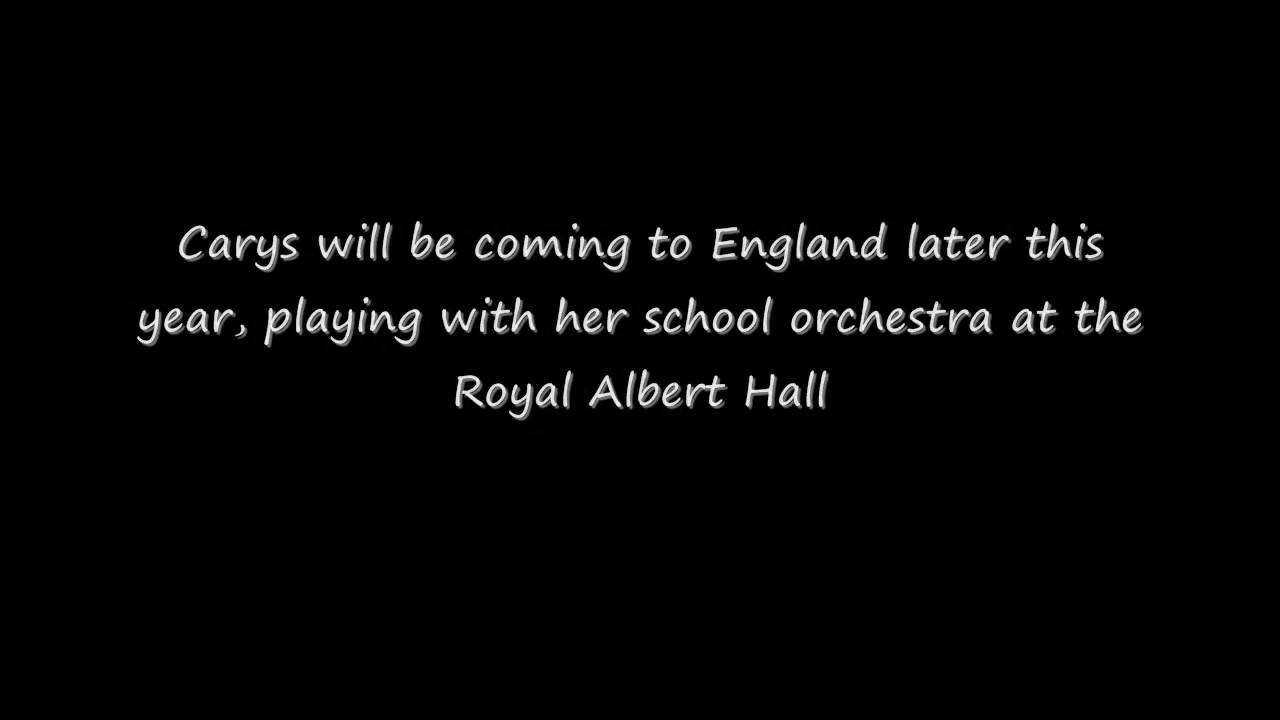 Carys will be coming to England later this
year, playing with her school orchestra at the
Royal Albert Hall